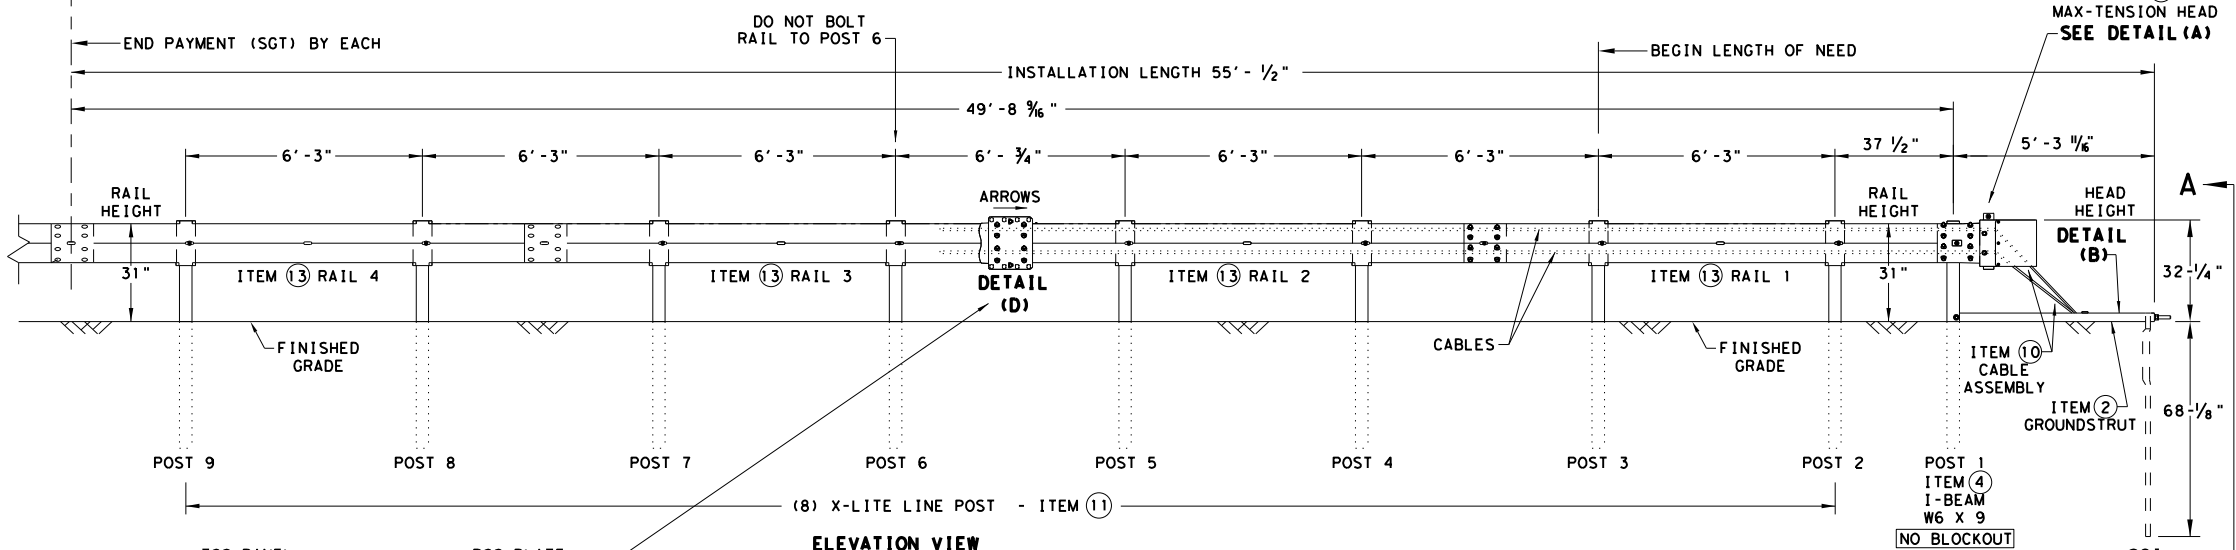 MAX-TENSION HEAD
SEE DETAIL (A)
DO NOT BOLT
RAIL TO POST 6
END PAYMENT (SGT) BY EACH
BEGIN LENGTH OF NEED
INSTALLATION LENGTH 55'- 1/2"
49'-8 9/16"
6'-3"
6'-3"
6'-3"
6'- 3/4"
6'-3"
6'-3"
6'-3"
37 1/2"
5'-3 11/16"
A
RAIL
HEIGHT
ARROWS
RAIL
HEIGHT
HEAD
HEIGHT
DETAIL
(B)
31"
ITEM 13 RAIL 4
ITEM 13 RAIL 3
DETAIL
(D)
ITEM 13 RAIL 2
ITEM 13 RAIL 1
31"
32-1/4"
FINISHED
GRADE
CABLES
FINISHED
GRADE
ITEM 10
CABLE
ASSEMBLY
ITEM 2
GROUNDSTRUT
68-1/8"
POST 9
POST 8
POST 7
POST 6
POST 5
POST 4
POST 3
POST 2
POST 1
ITEM 4
I-BEAM
W6 X 9
NO BLOCKOUT
(8) X-LITE LINE POST - ITEM 11
ELEVATION VIEW